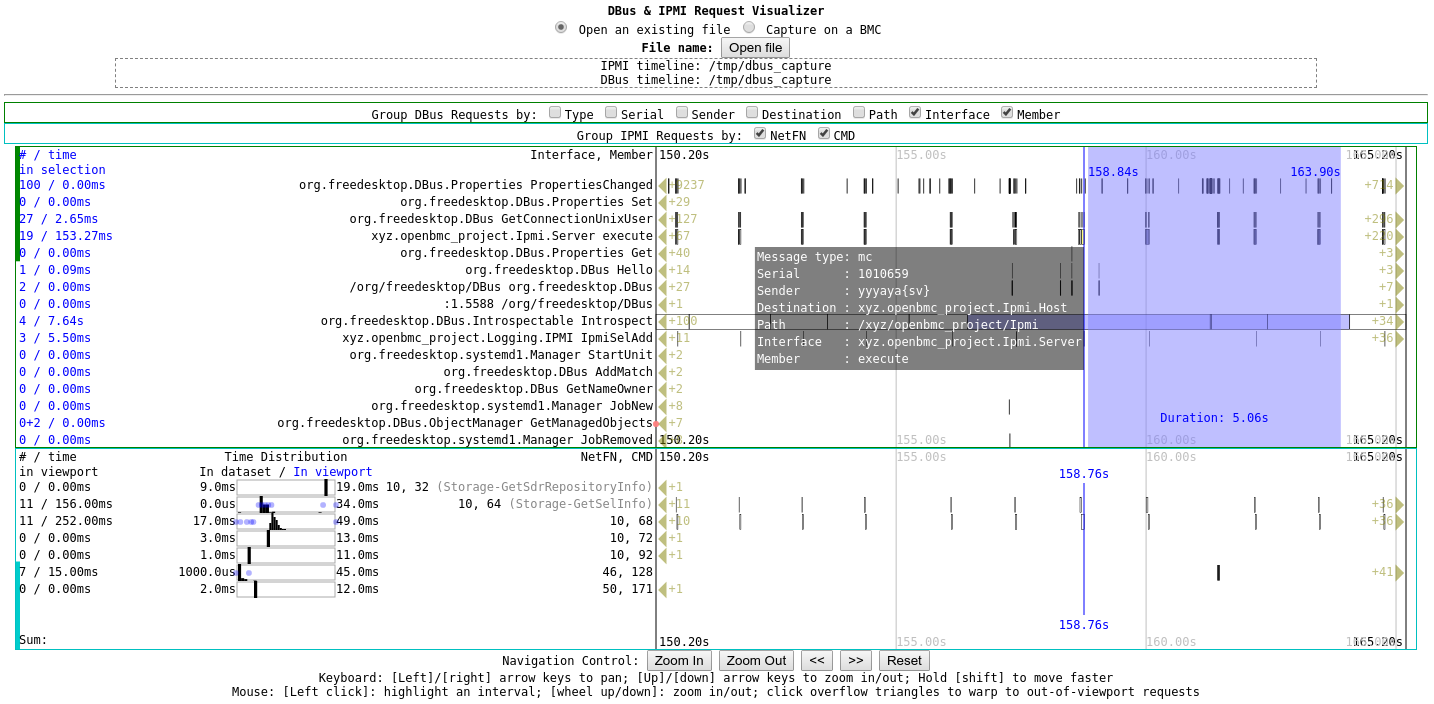 DBus & IPMI Request Visualizer
Open an existing file Capture on a BMC
File name: Open file
IPMI timeline: /tmp/dbus_capture
DBus timeline: /tmp/dbus_capture
Group DBus Requests by: Type Serial Sender Destination Path Interface Member
Group IPMI Requests by: NetFN CMD
# / time Interface, Member 150.20s 155.00s 160.00s 165.20s
in selection
158.84s 163.90s
100 / 0.00ms org.freedesktop.DBus.Properties PropertiesChanged
0 / 0.00ms org.freedesktop.DBus.Properties Set +29
27 / 2.65ms org.freedesktop.DBus GetConnectionUnixUser +127 +296
19 / 153.27ms xyz.openbmc_project.Ipmi.Server execute +67
0 / 0.00ms org.freedesktop.DBus.Properties Get +40 +3
1 / 0.09ms org.freedesktop.DBus Hello +14 +3
2 / 0.00ms /org/freedesktop/DBus org.freedesktop.DBus +27 +7
0 / 0.00ms :1.5588 /org/freedesktop/DBus +1 +1
4 / 7.64s org.freedesktop.DBus.Introspectable Introspect +100 +34
3 / 5.50ms xyz.openbmc_project.Logging.IPMI IpmiSelAdd +11 +36
0 / 0.00ms org.freedesktop.systemd1.Manager StartUnit +2
0 / 0.00ms org.freedesktop.DBus AddMatch +2
0 / 0.00ms org.freedesktop.DBus GetNameOwner +2
0 / 0.00ms org.freedesktop.systemd1.Manager JobNew +8
0+2 / 0.00ms org.freedesktop.DBus.ObjectManager GetManagedObjects +7
0 / 0.00ms org.freedesktop.systemd1.Manager JobRemoved 150.20s 155.00s 160.00s 165.20s
Message type: mc
Serial : 1010659
Sender : yyyaya{sv}
Destination : xyz.openbmc_project.Ipmi.Host
Path : /xyz/openbmc_project/Ipmi
Interface : xyz.openbmc_project.Ipmi.Server
Member : execute
Duration: 5.06s
# / time Time Distribution NetFN, CMD 150.20s 155.00s 160.00s 165.20s
in viewport In dataset / In viewport 158.76s
0 / 0.00ms 9.0ms 19.0ms 10, 32 (Storage-GetSdrRepositoryInfo) +1
11 / 156.00ms 0.0us 34.0ms 10, 64 (Storage-GetSelInfo) +11 +36
11 / 252.00ms 17.0ms 49.0ms 10, 68 +10 +36
0 / 0.00ms 3.0ms 13.0ms 10, 72 +1
0 / 0.00ms 1.0ms 11.0ms 10, 92 +1
7 / 15.00ms 1000.0us 45.0ms 46, 128 +41
0 / 0.00ms 2.0ms 12.0ms 50, 171 +1
158.76s
Sum: 150.20s 155.00s 160.00s 165.20s
Navigation Control: Zoom In Zoom Out << >> Reset
Keyboard: [Left]/[right] arrow keys to pan; [Up]/[down] arrow keys to zoom in/out; Hold [shift] to move faster
Mouse: [Left click]: highlight an interval; [wheel up/down]: zoom in/out; click overflow triangles to warp to out-of-viewport requests